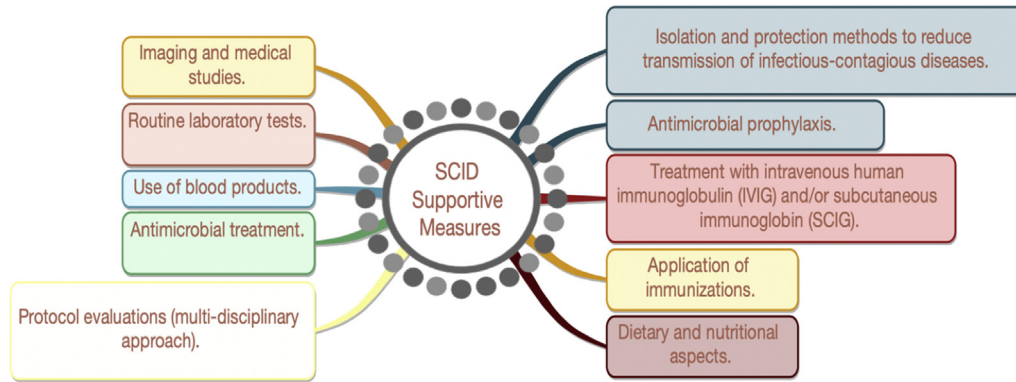 Imaging and medical
studies.
Routine laboratory tests.
Use of blood products.
Antimicrobial treatment.
Protocol evaluations (multi-disciplinary
approach).
SCID
Supportive
Measures
Isolation and protection methods to reduce
transmission of infectious-contagious diseases.
Antimicrobial prophylaxis.
Treatment with intravenous human
immunoglobulin (IVIG) and/or subcutaneous
immunoglobin (SCIG).
Application of
immunizations.
Dietary and nutritional
aspects.